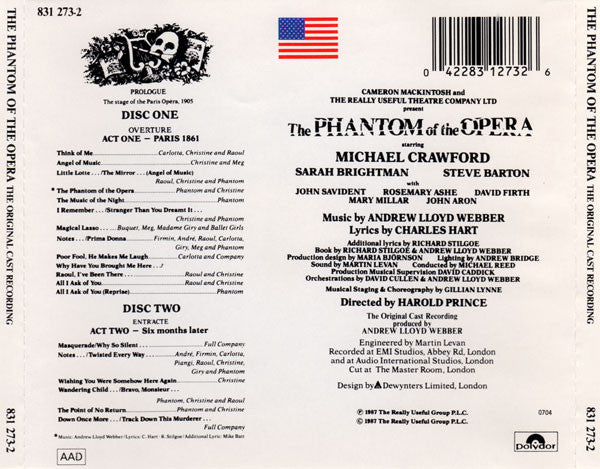 831 273-2
THE PHANTOM OF THE OPERA THE ORIGINAL CAST RECORDING
831 273-2
PROLOGUE
The stage of the Paris Opera, 1905
DISC ONE
OVERTURE
ACT ONE – PARIS 1861
Think of Me ..... Carlotta, Christine and Raoul
Angel of Music ..... Christine and Meg
Little Lotte . . ./The Mirror . . .(Angel of Music)
Raoul, Christine and Phantom
* The Phantom of the Opera ..... Phantom and Christine
The Music of the Night ..... Phantom
I Remember . . ./Stranger Than You Dreamt It . . .
Christine and Phantom
Magical Lasso . . . Buquet, Meg, Madame Giry and Ballet Girls
Notes . . ./Prima Donna ..... Firmin, André, Raoul, Carlotta,
Giry, Meg and Phantom
Poor Fool, He Makes Me Laugh ..... Carlotta and Company
Why Have You Brought Me Here . . ./
Raoul, I've Been There ..... Raoul and Christine
All I Ask of You ..... Raoul and Christine
All I Ask of You (Reprise) ..... Phantom
DISC TWO
ENTRACTE
ACT TWO – Six months later
Masquerade/Why So Silent ..... Full Company
Notes . . ./Twisted Every Way ..... André, Firmin, Carlotta,
Piangi, Raoul, Christine,
Giry and Phantom
Wishing You Were Somehow Here Again ..... Christine
Wandering Child . . ./Bravo, Monsieur . . .
Phantom, Christine and Raoul
The Point of No Return ..... Phantom and Christine
Down Once More . . ./Track Down This Murderer . . .
Full Company
* Music: Andrew Lloyd Webber/Lyrics: C. Hart - R. Stilgoe/Additional Lyric: Mike Batt
AAD
0 42283 12732 6
CAMERON MACKINTOSH and
THE REALLY USEFUL THEATRE COMPANY LTD
present
The PHANTOM of the OPERA
starring
MICHAEL CRAWFORD
SARAH BRIGHTMAN STEVE BARTON
with
JOHN SAVIDENT ROSEMARY ASHE DAVID FIRTH
MARY MILLAR JOHN ARON
Music by ANDREW LLOYD WEBBER
Lyrics by CHARLES HART
Additional lyrics by RICHARD STILGOE
Book by RICHARD STILGOE & ANDREW LLOYD WEBBER
Production design by MARIA BJÖRNSON Lighting by ANDREW BRIDGE
Sound by MARTIN LEVAN Conducted by MICHAEL REED
Production Musical Supervision DAVID CADDICK
Orchestrations by DAVID CULLEN & ANDREW LLOYD WEBBER
Musical Staging & Choreography by GILLIAN LYNNE
Directed by HAROLD PRINCE
The Original Cast Recording
produced by
ANDREW LLOYD WEBBER
Engineered by Martin Levan
Recorded at EMI Studios, Abbey Rd, London
and at Audio International Studios, London
Cut at The Master Room, London
Design by Dewynters Limited, London
℗ 1987 The Really Useful Group P.L.C.
© 1987 The Really Useful Group P.L.C.
0704
polydor
THE PHANTOM OF THE OPERA THE ORIGINAL CAST RECORDING
831 273-2